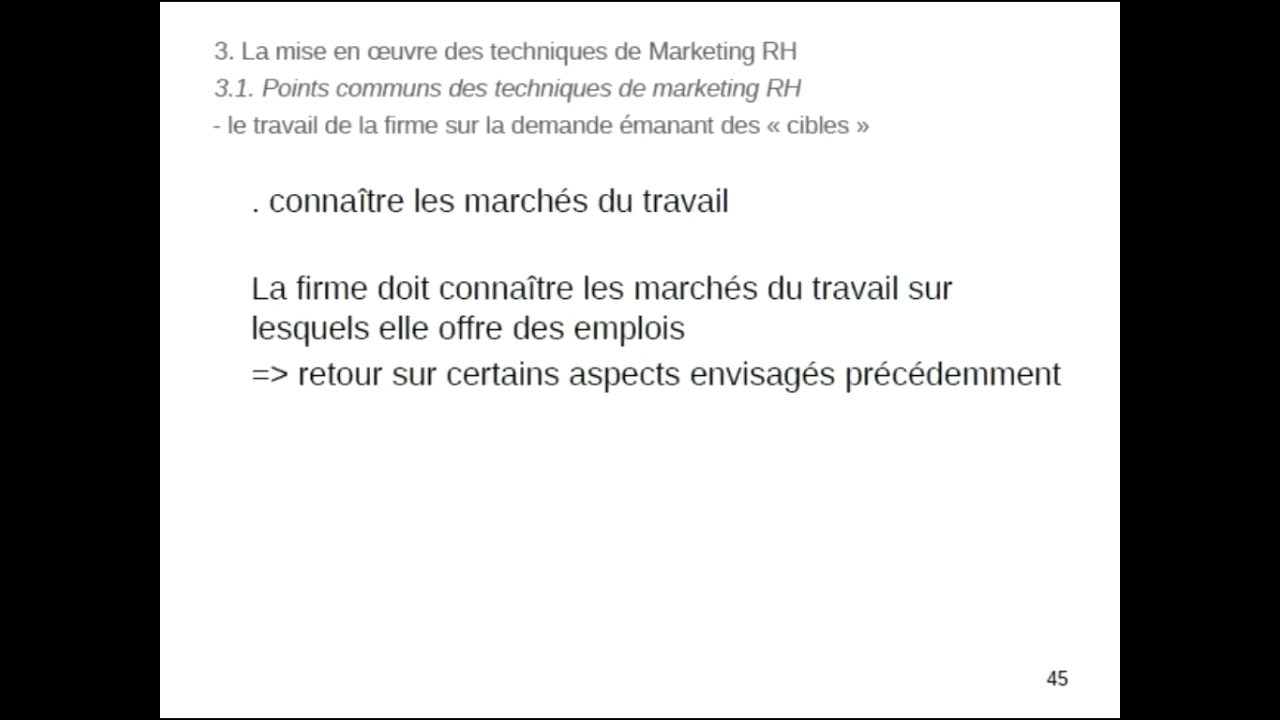 3. La mise en œuvre des techniques de Marketing RH
3.1. Points communs des techniques de marketing RH
- le travail de la firme sur la demande émanant des « cibles »
. connaître les marchés du travail
La firme doit connaître les marchés du travail sur
lesquels elle offre des emplois
=> retour sur certains aspects envisagés précédemment
45